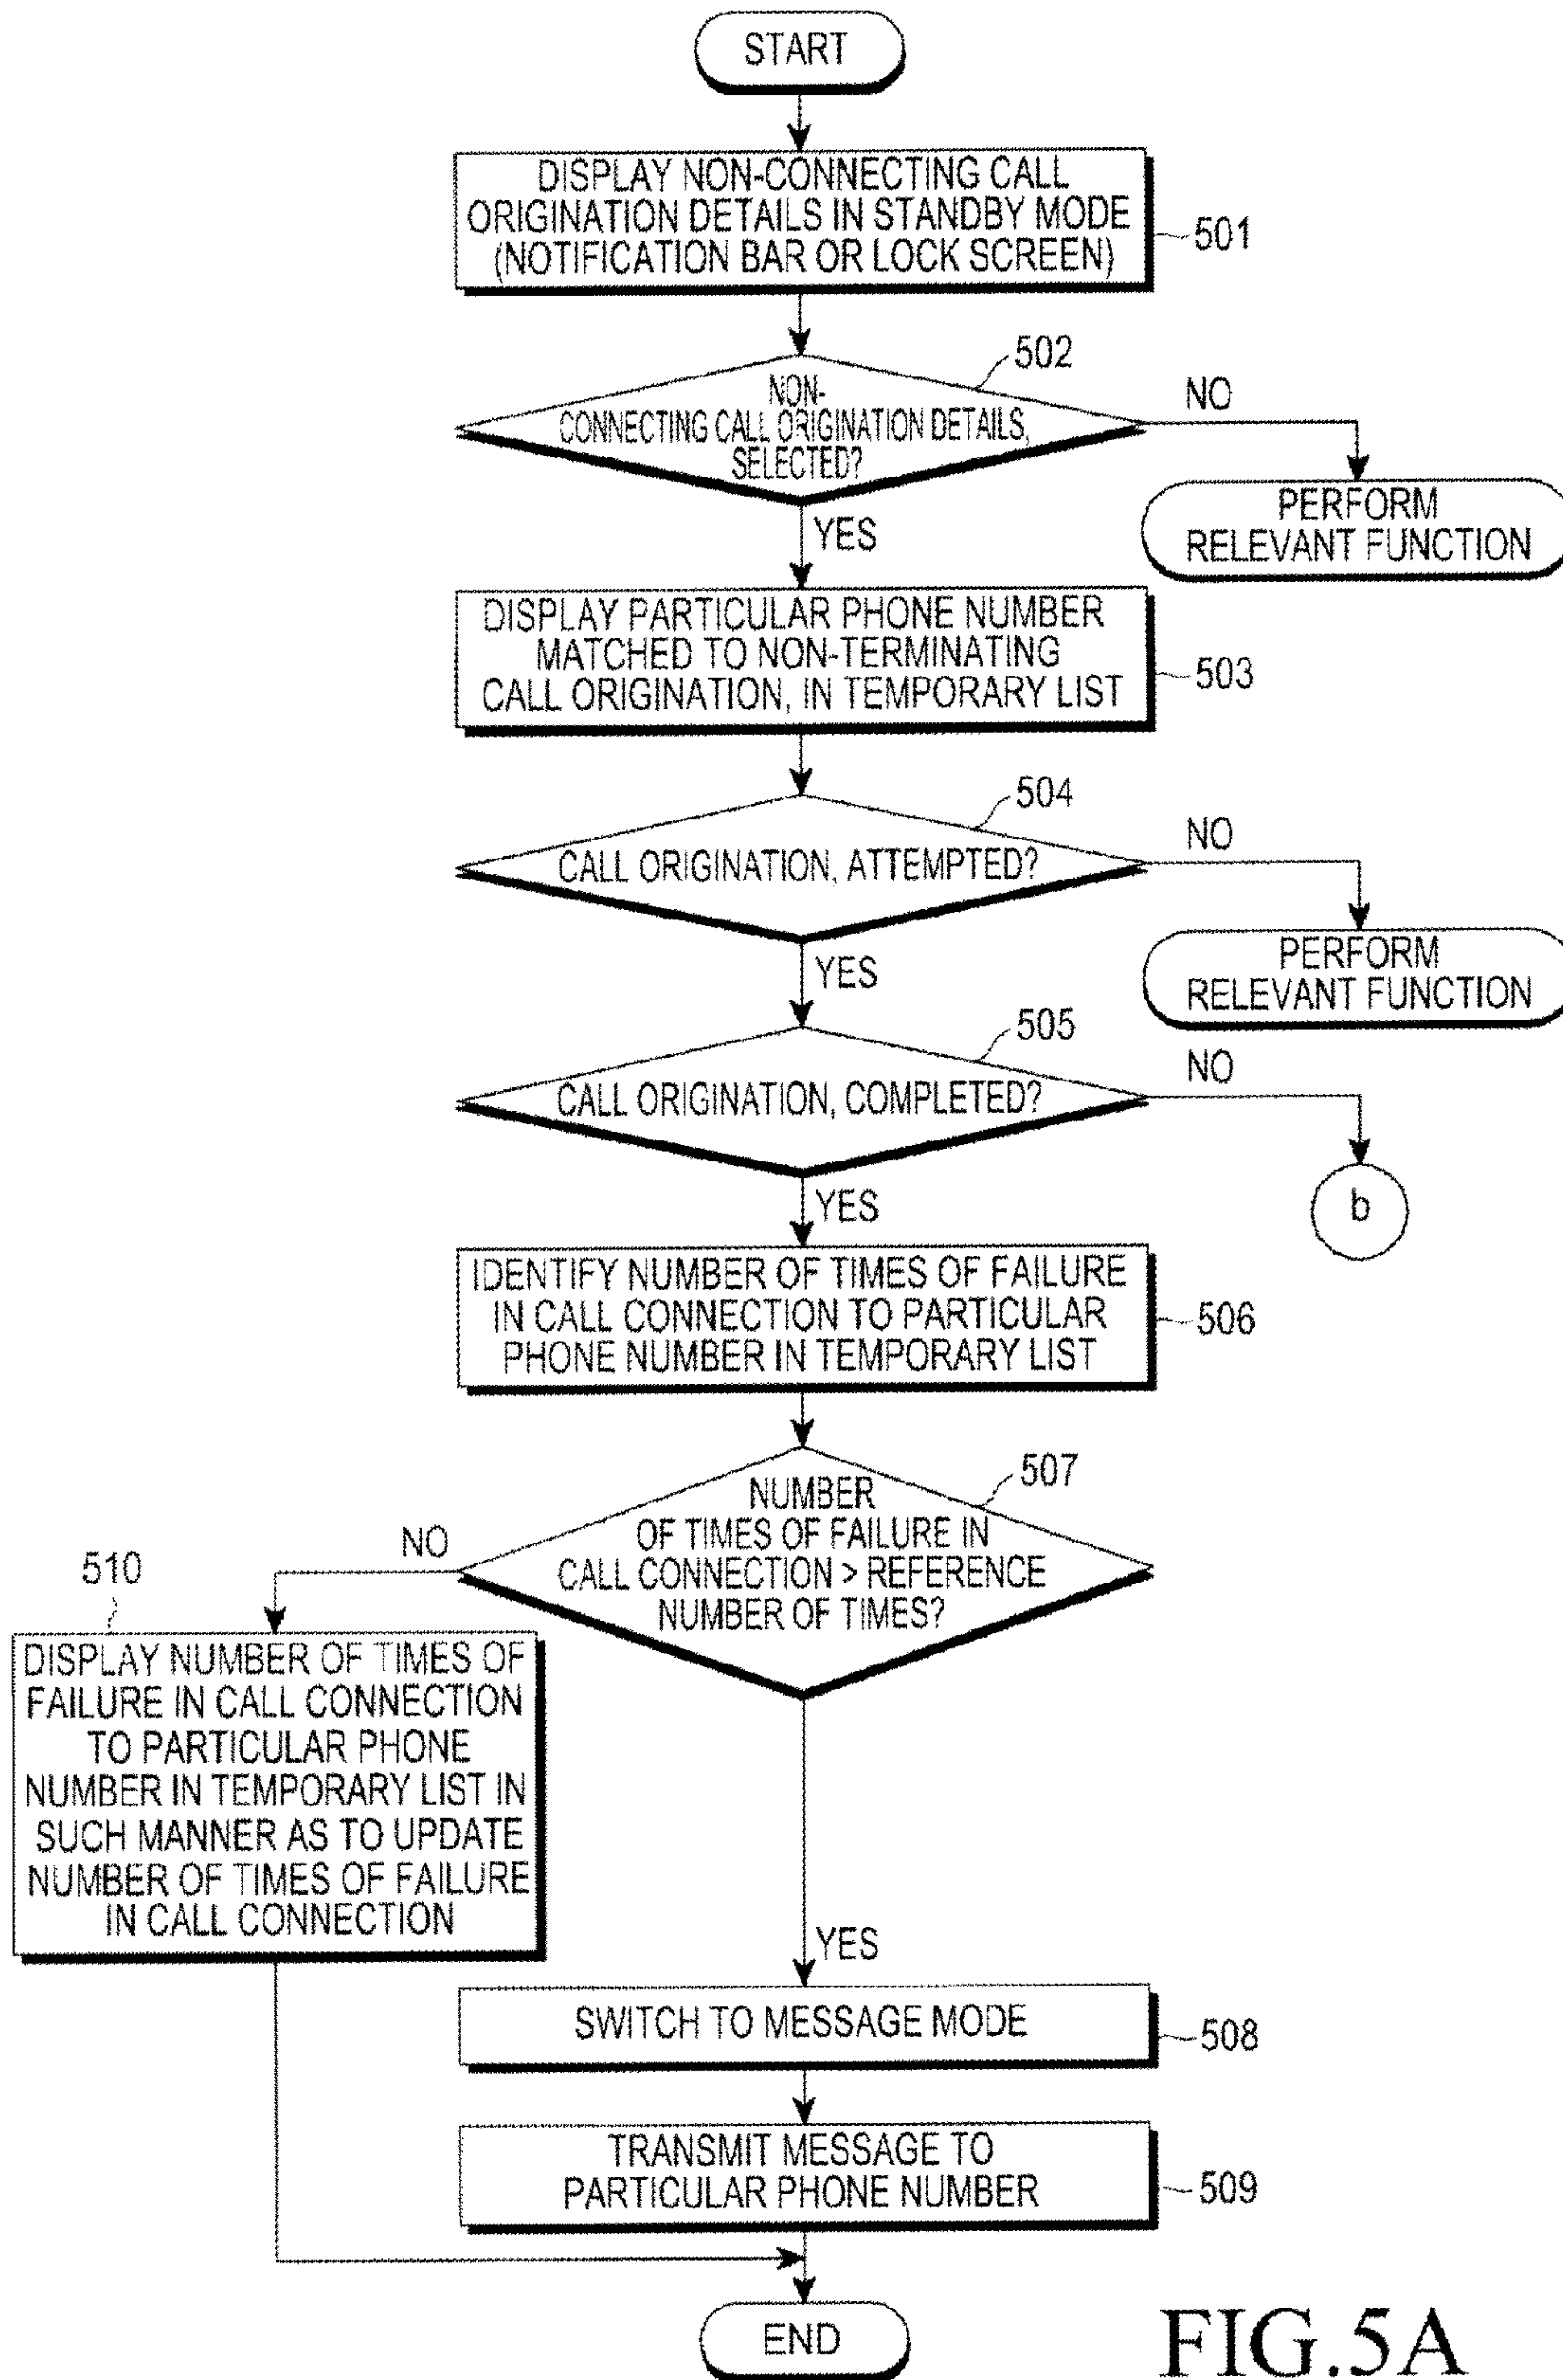 START
DISPLAY NON-CONNECTING CALL
ORIGINATION DETAILS IN STANDBY MODE
(NOTIFICATION BAR OR LOCK SCREEN)
501
502
NON-
CONNECTING CALL ORIGINATION DETAILS,
SELECTED?
NO
PERFORM
RELEVANT FUNCTION
YES
DISPLAY PARTICULAR PHONE NUMBER
MATCHED TO NON-TERMINATING
CALL ORIGINATION, IN TEMPORARY LIST
503
504
CALL ORIGINATION, ATTEMPTED?
NO
PERFORM
RELEVANT FUNCTION
YES
505
CALL ORIGINATION, COMPLETED?
NO
b
YES
IDENTIFY NUMBER OF TIMES OF FAILURE
IN CALL CONNECTION TO PARTICULAR
PHONE NUMBER IN TEMPORARY LIST
506
507
NUMBER
OF TIMES OF FAILURE IN
CALL CONNECTION > REFERENCE
NUMBER OF TIMES?
NO
510
DISPLAY NUMBER OF TIMES OF
FAILURE IN CALL CONNECTION
TO PARTICULAR PHONE
NUMBER IN TEMPORARY LIST IN
SUCH MANNER AS TO UPDATE
NUMBER OF TIMES OF FAILURE
IN CALL CONNECTION
YES
SWITCH TO MESSAGE MODE
508
TRANSMIT MESSAGE TO
PARTICULAR PHONE NUMBER
509
END
FIG.5A